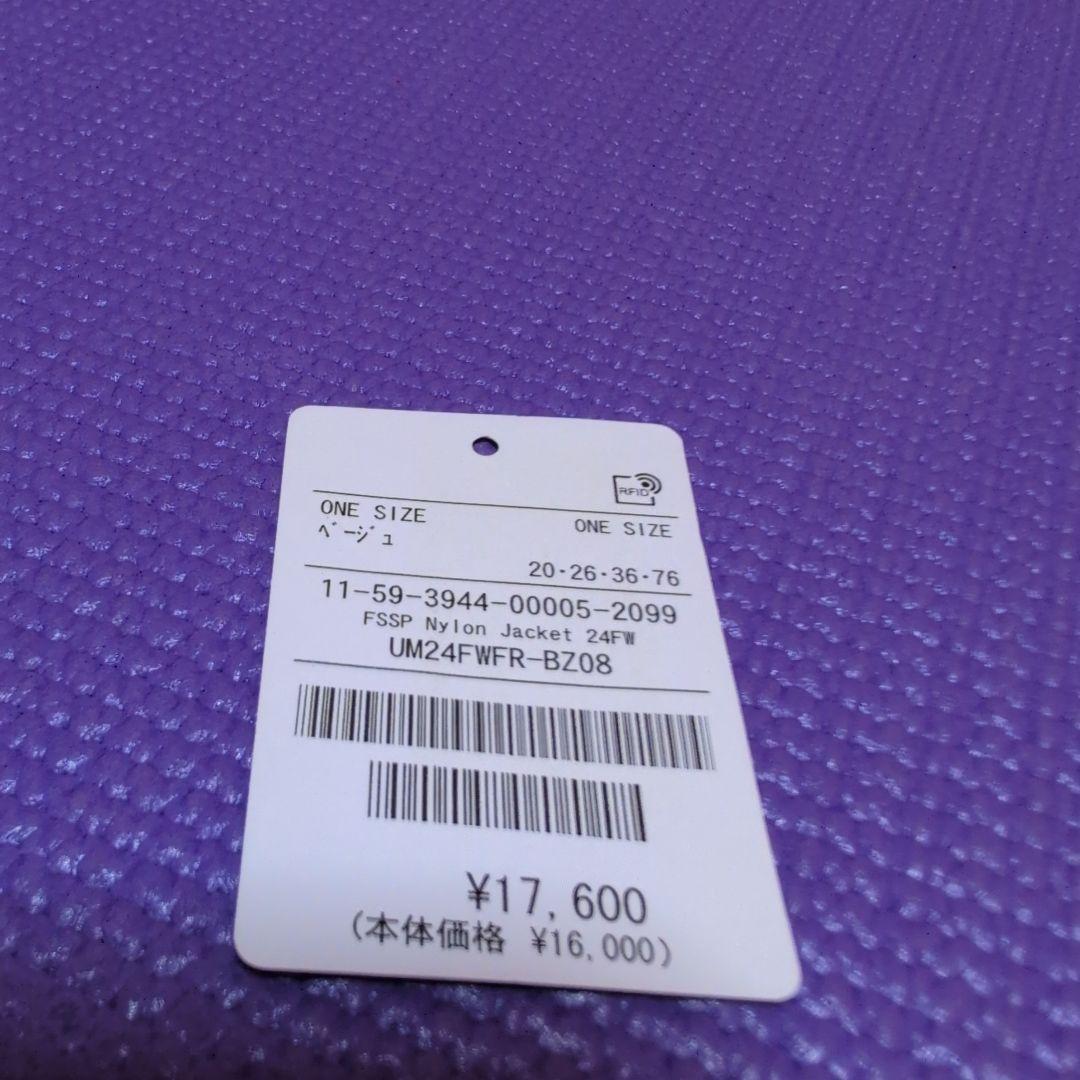 RFID
ONE SIZE ONE SIZE
ベージュ
20・26・36・76
11-59-3944-00005-2099
FSSP Nylon Jacket 24FW
UM24FWFR-BZ08
¥17,600
(本体価格 ¥16,000)